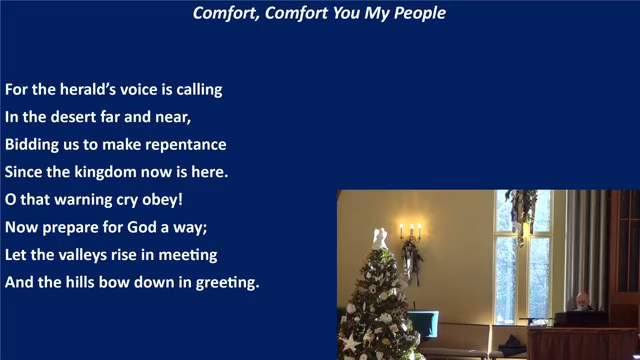 Comfort, Comfort You My People
For the herald’s voice is calling
In the desert far and near,
Bidding us to make repentance
Since the kingdom now is here.
O that warning cry obey!
Now prepare for God a way;
Let the valleys rise in meeting
And the hills bow down in greeting.